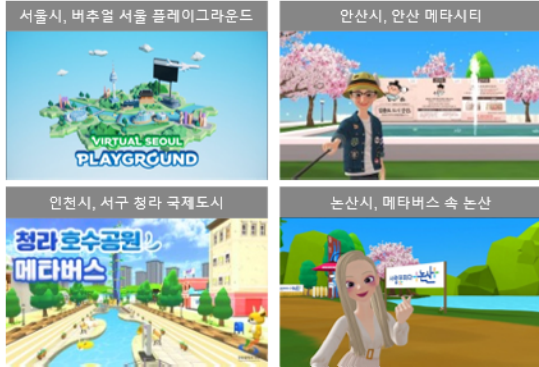 서울시, 버추얼 서울 플레이그라운드
VIRTUAL SEOUL
PLAYGROUND
안산시, 안산 메타시티
인천시, 서구 청라 국제도시
청라호수공원
메타버스
논산시, 메타버스 속 논산
논산